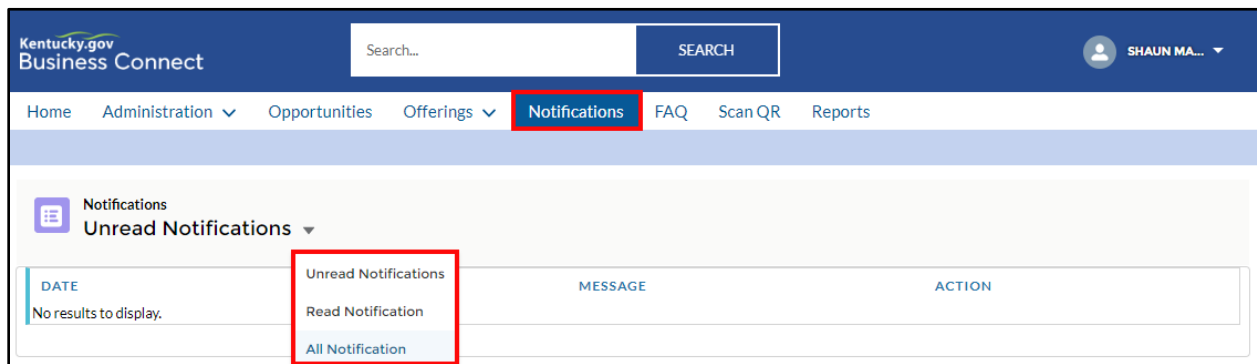 Kentucky.gov
Business Connect
Search...
SEARCH
SHAUN MA...
Home Administration Opportunities Offerings Notifications FAQ Scan QR Reports
Notifications
Unread Notifications
Unread Notifications
DATE MESSAGE ACTION
No results to display.
Read Notification
All Notification